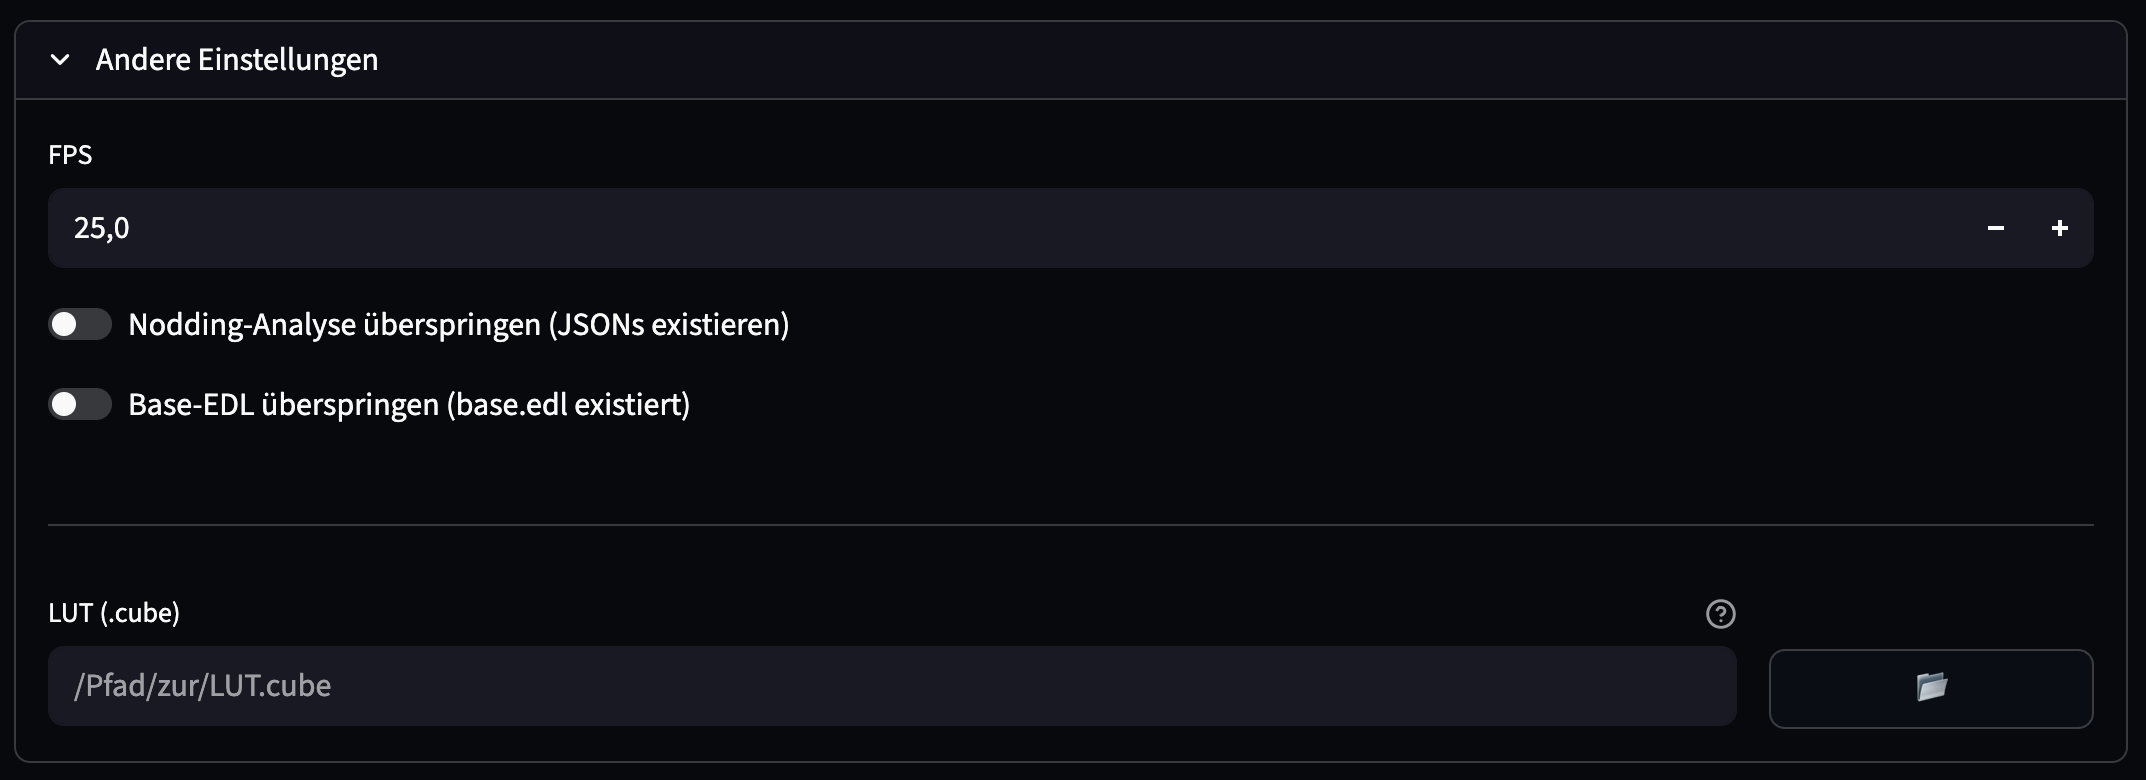 Andere Einstellungen
FPS
25,0
Nodding-Analyse überspringen (JSONs existieren)
Base-EDL überspringen (base.edl existiert)
LUT (.cube)
/Pfad/zur/LUT.cube